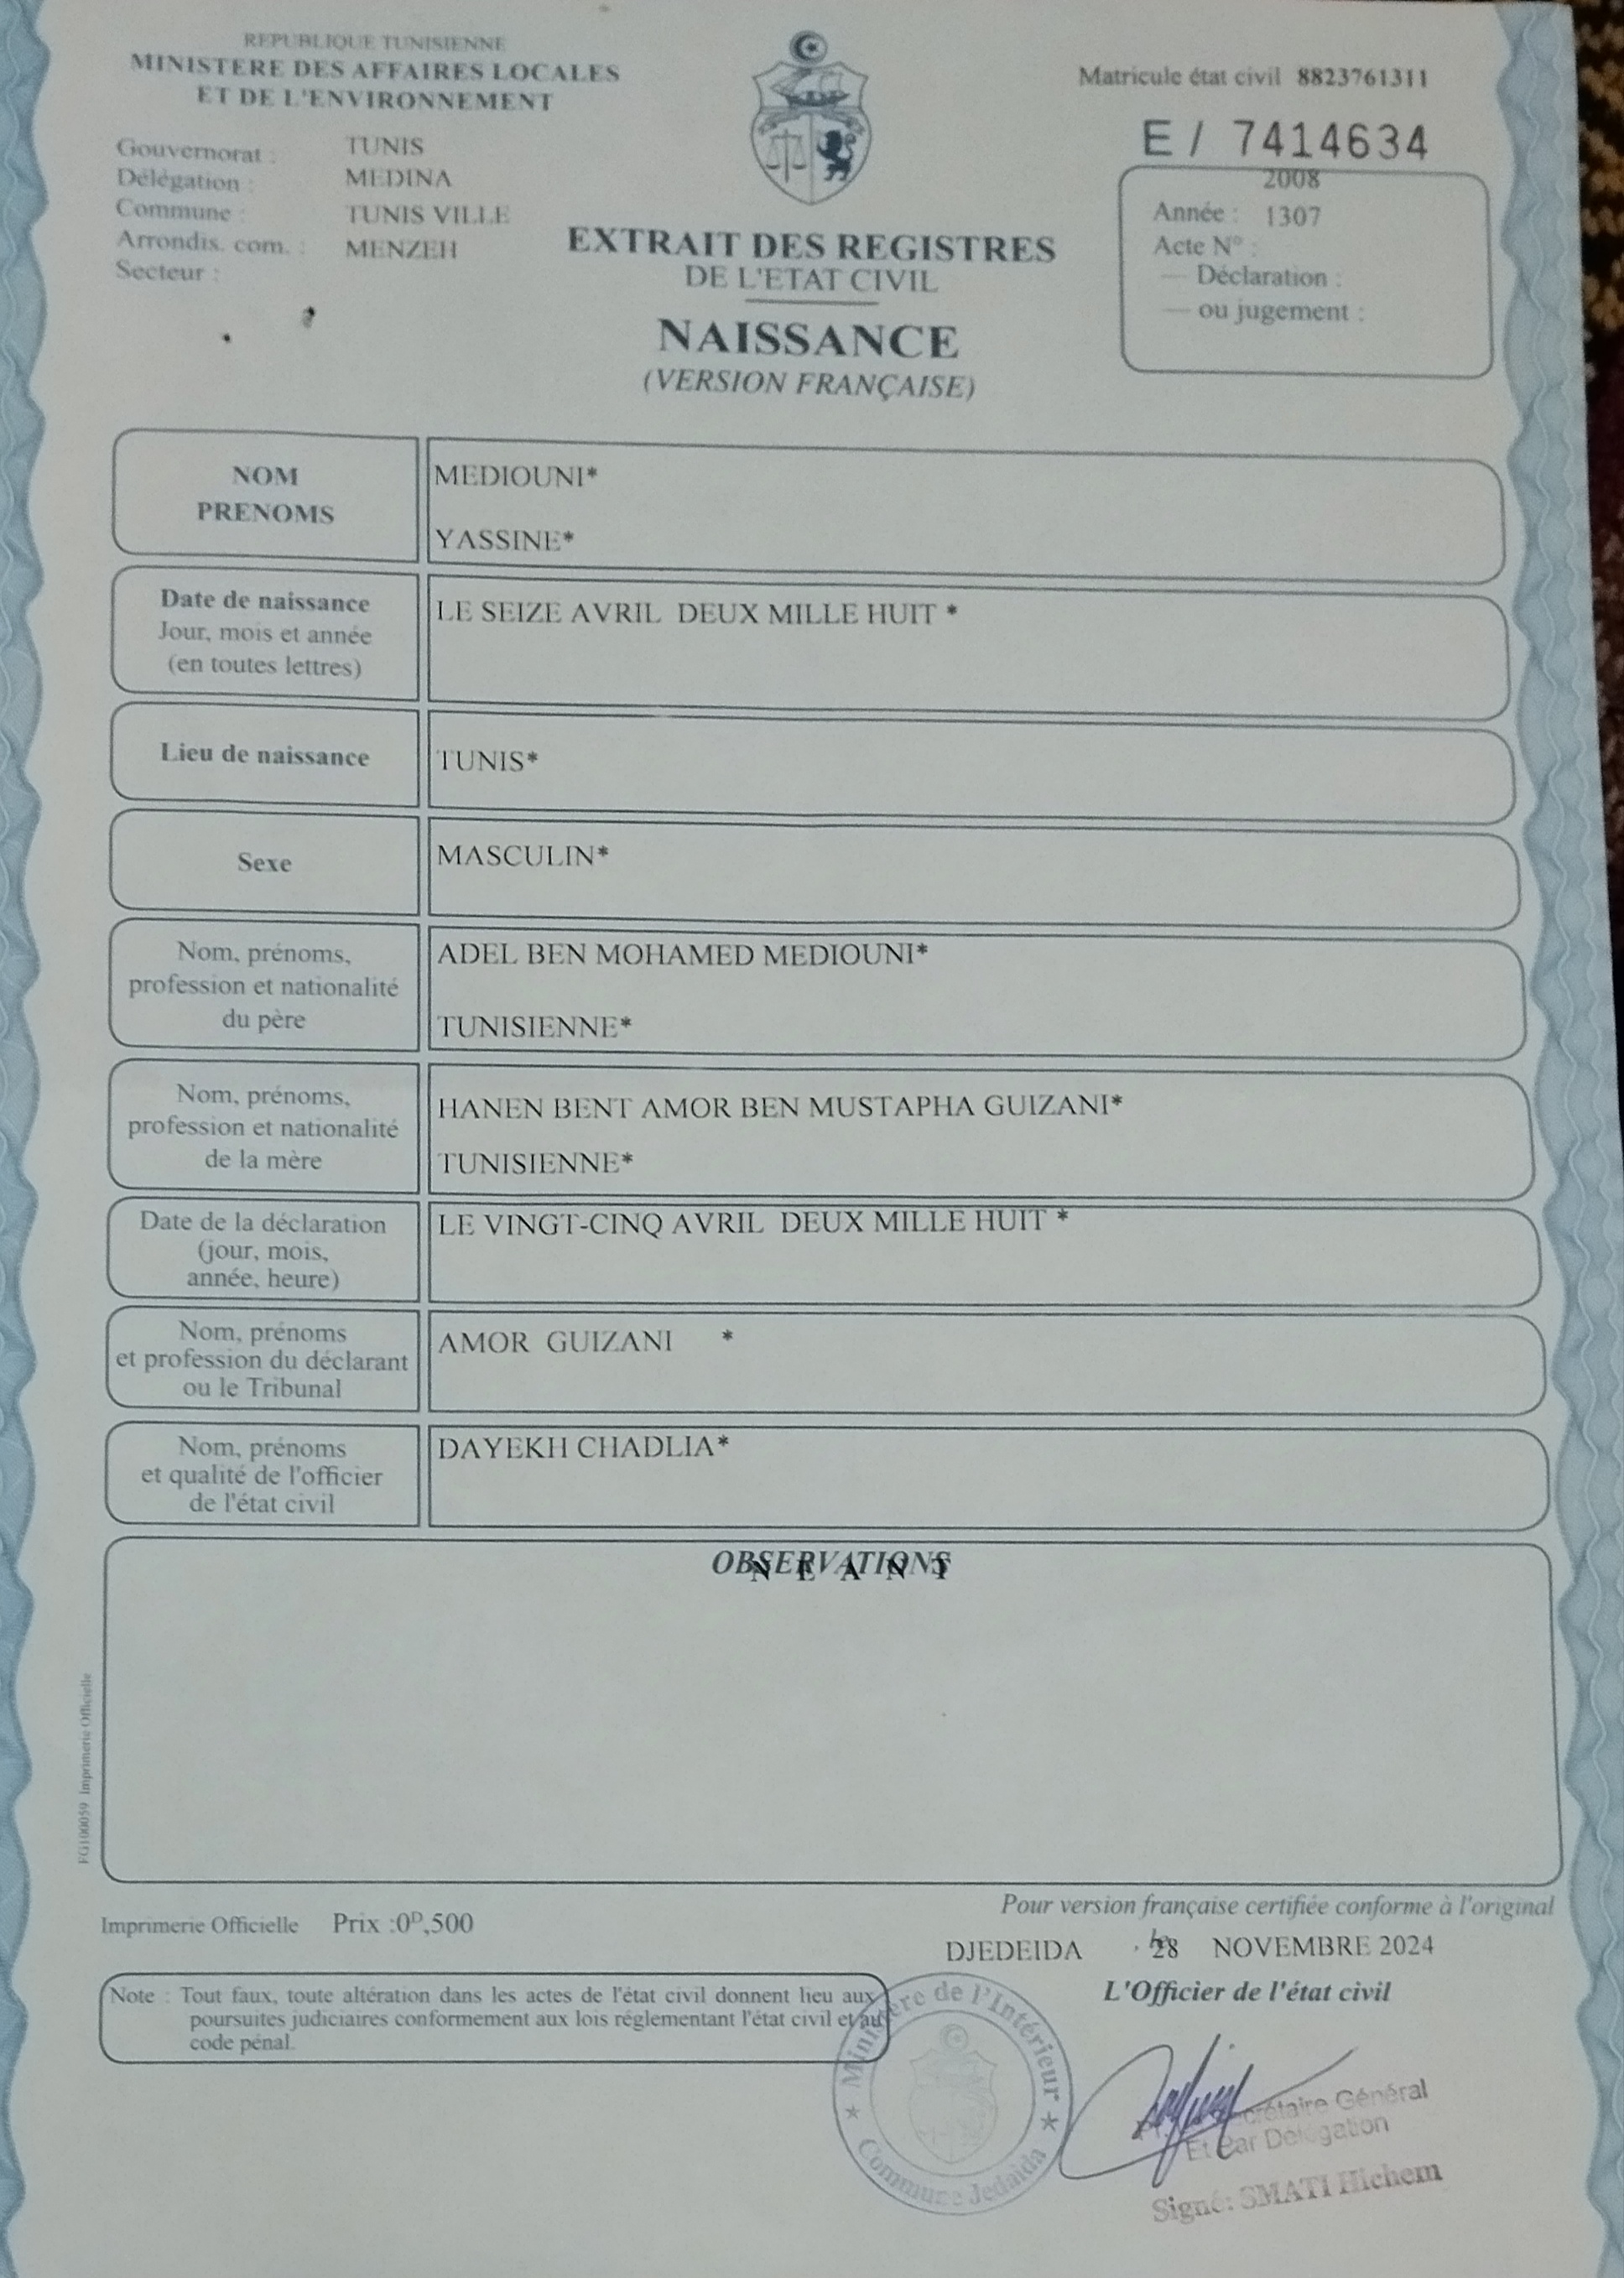 REPUBLIQUE TUNISIENNE
MINISTERE DES AFFAIRES LOCALES
ET DE L'ENVIRONNEMENT
Gouvernorat : TUNIS
Délégation : MEDINA
Commune : TUNIS VILLE
Arrondis. com. : MENZEH
Secteur :
EXTRAIT DES REGISTRES
DE L'ETAT CIVIL
NAISSANCE
(VERSION FRANÇAISE)
Matricule état civil 8823761311
E / 7414634
2008
Année : 1307
Acte N° :
— Déclaration :
— ou jugement :
NOM
PRENOMS
MEDIOUNI*
YASSINE*
Date de naissance
Jour, mois et année
(en toutes lettres)
LE SEIZE AVRIL DEUX MILLE HUIT *
Lieu de naissance
TUNIS*
Sexe
MASCULIN*
Nom, prénoms,
profession et nationalité
du père
ADEL BEN MOHAMED MEDIOUNI*
TUNISIENNE*
Nom, prénoms,
profession et nationalité
de la mère
HANEN BENT AMOR BEN MUSTAPHA GUIZANI*
TUNISIENNE*
Date de la déclaration
(jour, mois,
année, heure)
LE VINGT-CINQ AVRIL DEUX MILLE HUIT *
Nom, prénoms
et profession du déclarant
ou le Tribunal
AMOR GUIZANI *
Nom, prénoms
et qualité de l'officier
de l'état civil
DAYEKH CHADLIA*
OBSERVATIONS
N E A N T
FG100059 Imprimerie Officielle
Imprimerie Officielle Prix :0ᴰ,500
Pour version française certifiée conforme à l'original
DJEDEIDA 28 NOVEMBRE 2024
L'Officier de l'état civil
Note : Tout faux, toute altération dans les actes de l'état civil donnent lieu aux
poursuites judiciaires conformement aux lois réglementant l'état civil et au
code pénal.
Ministère de l'Intérieur
★ Commune Jedaida ★
Secrétaire Général
Et Par Délégation
Signé: SMATI Hichem